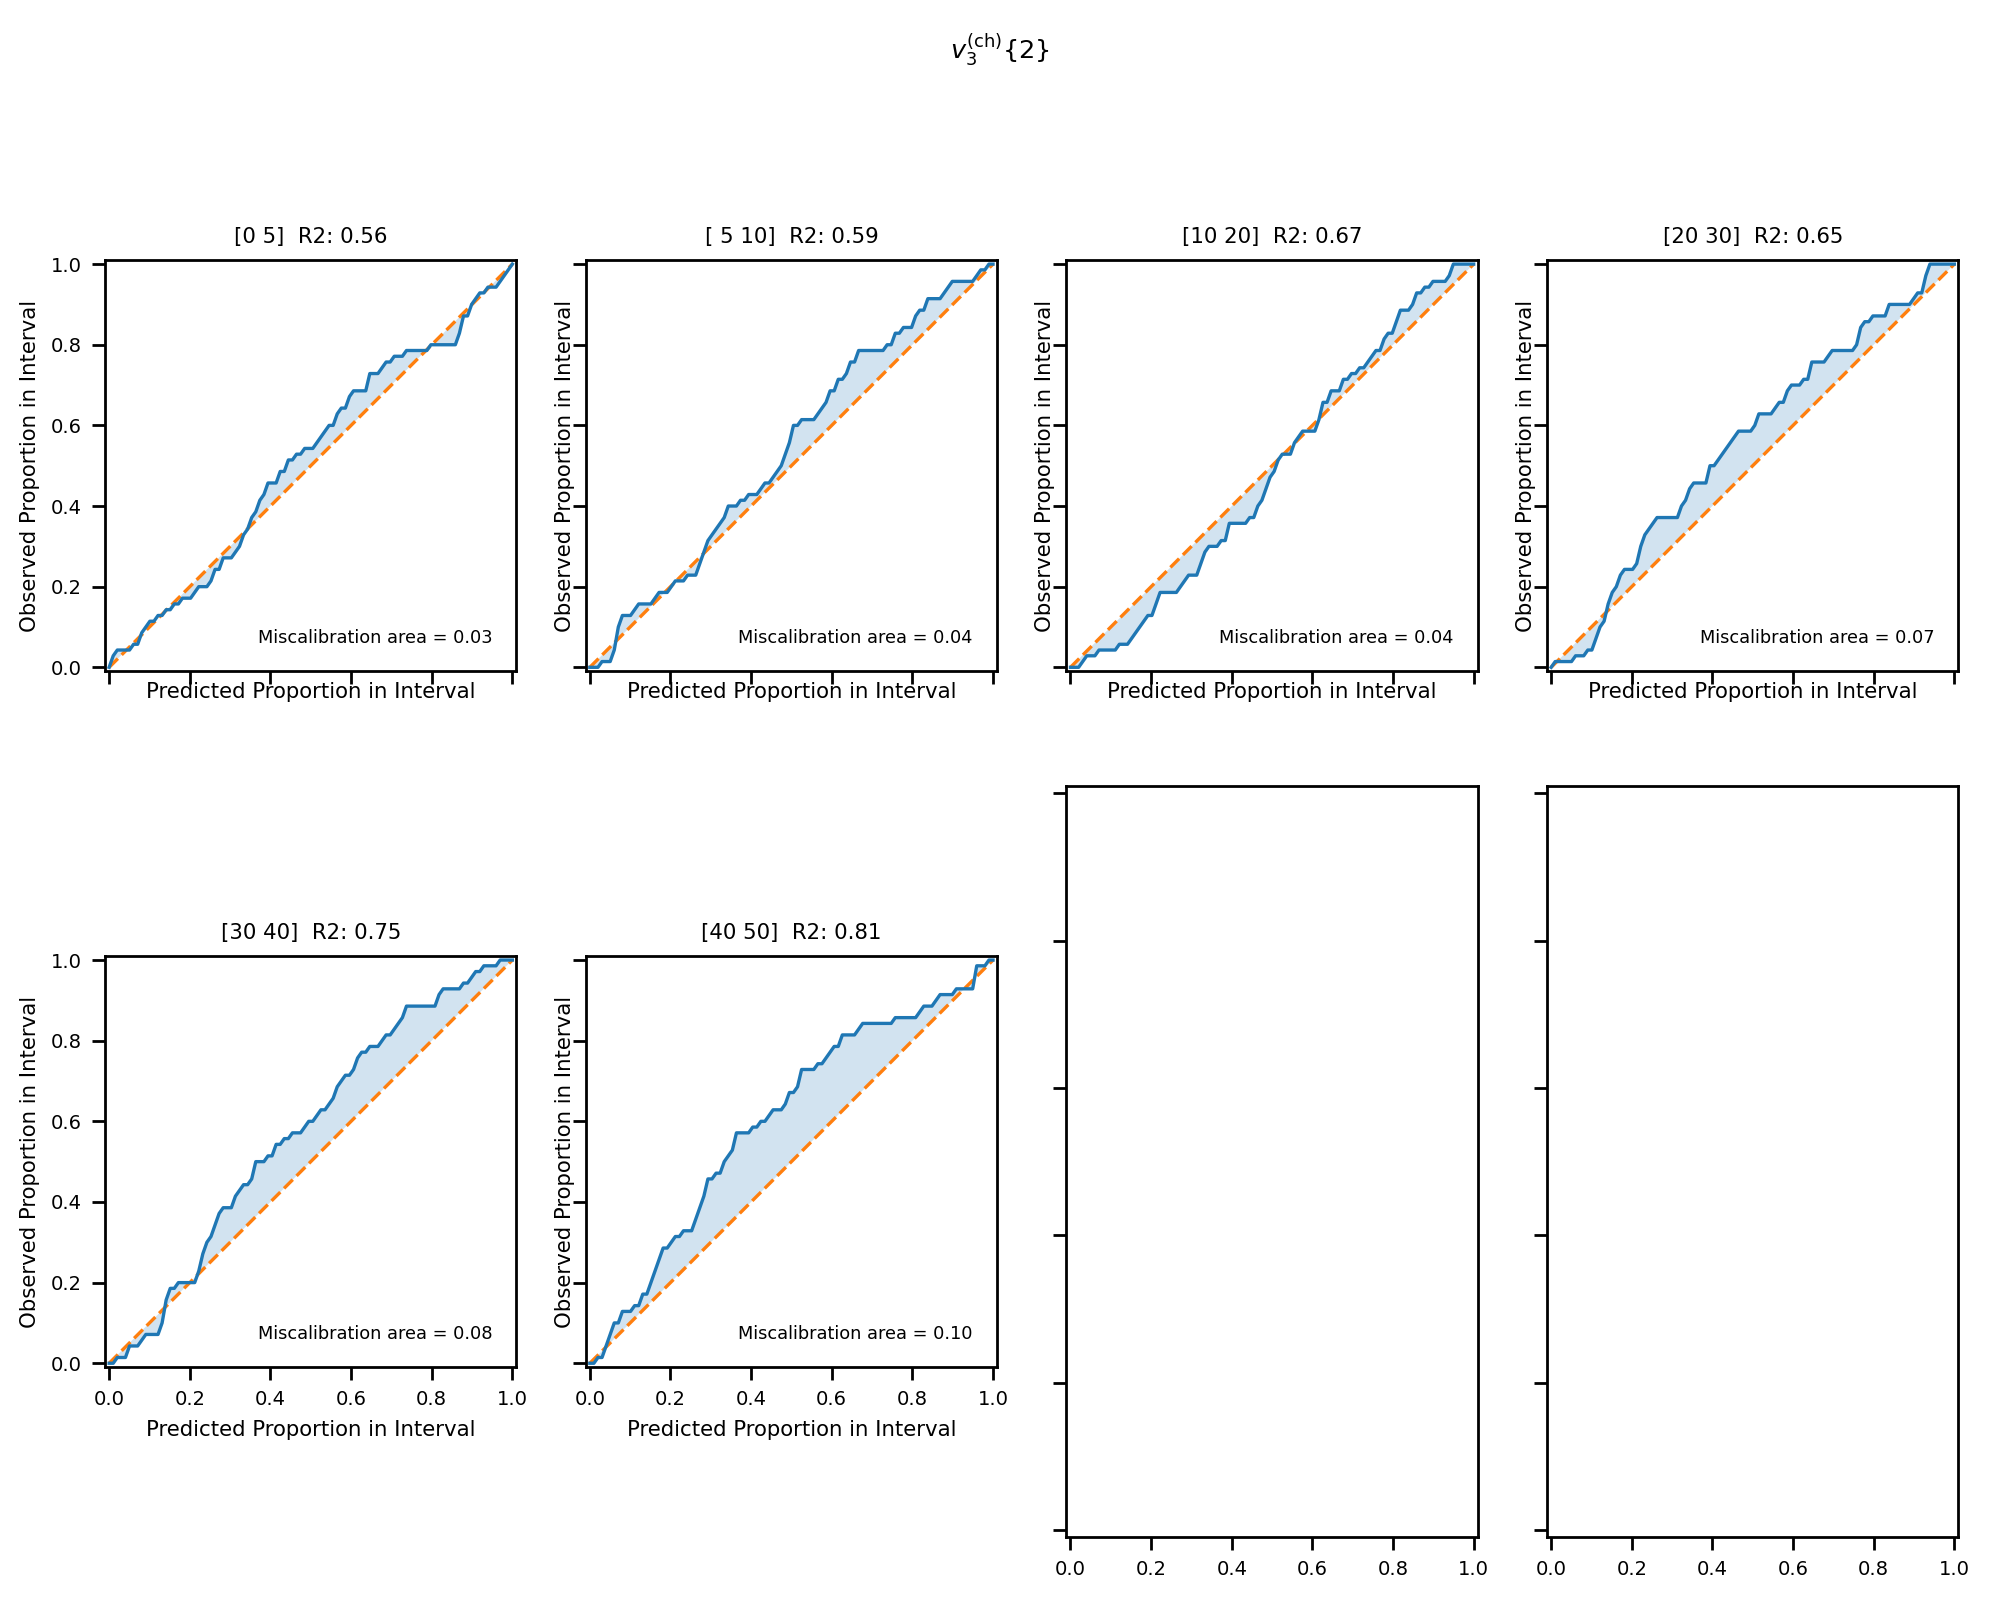 v_3^{(ch)}{2}
[0 5]  R2: 0.56
[ 5 10]  R2: 0.59
[10 20]  R2: 0.67
[20 30]  R2: 0.65
Observed Proportion in Interval
1.0
0.8
0.6
0.4
0.2
0.0
Miscalibration area = 0.03
Predicted Proportion in Interval
Observed Proportion in Interval
Miscalibration area = 0.04
Predicted Proportion in Interval
Observed Proportion in Interval
Miscalibration area = 0.04
Predicted Proportion in Interval
Observed Proportion in Interval
Miscalibration area = 0.07
Predicted Proportion in Interval
[30 40]  R2: 0.75
[40 50]  R2: 0.81
Observed Proportion in Interval
1.0
0.8
0.6
0.4
0.2
0.0
Miscalibration area = 0.08
0.0 0.2 0.4 0.6 0.8 1.0
Predicted Proportion in Interval
Observed Proportion in Interval
Miscalibration area = 0.10
0.0 0.2 0.4 0.6 0.8 1.0
Predicted Proportion in Interval
0.0 0.2 0.4 0.6 0.8 1.0
0.0 0.2 0.4 0.6 0.8 1.0